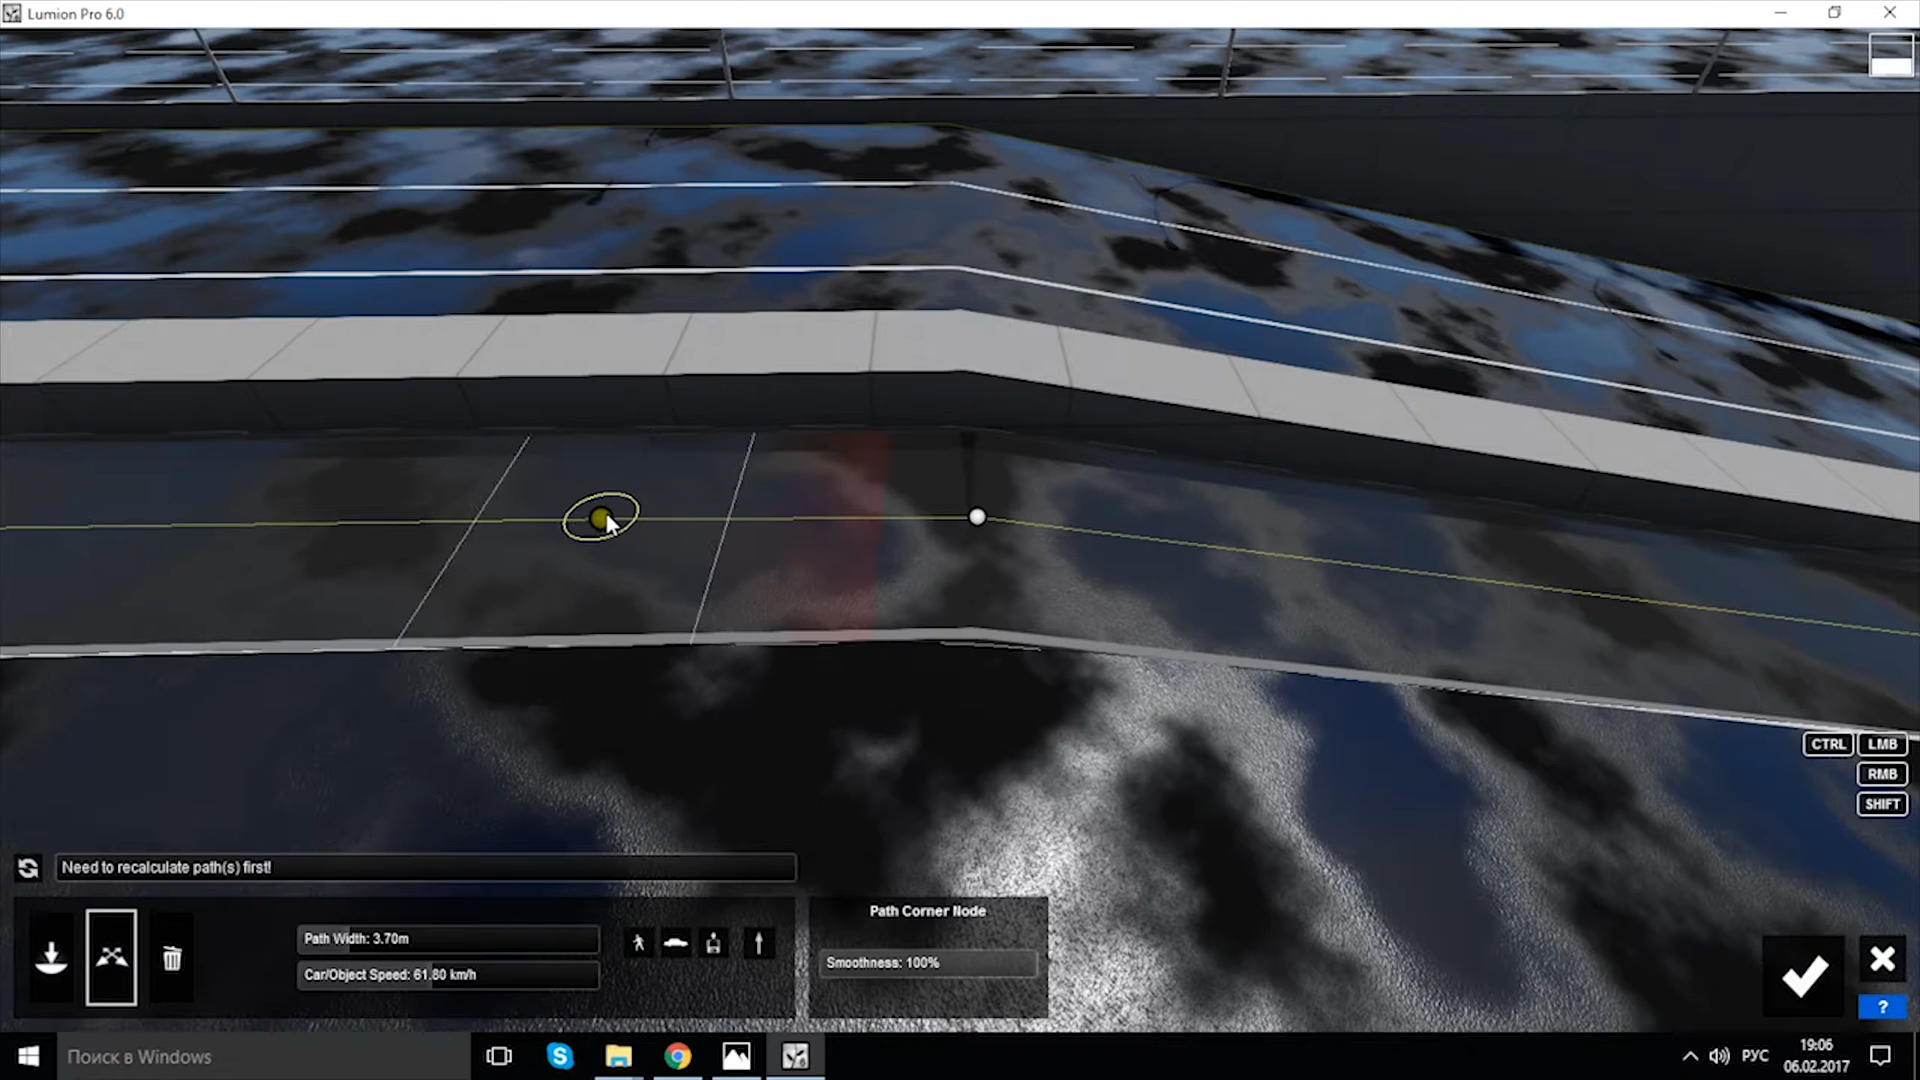 Lumion Pro 6.0
CTRL LMB
RMB
SHIFT
Need to recalculate path(s) first!
Path Corner Node
Path Width: 3.70m
Smoothness: 100%
Car/Object Speed: 61.80 km/h
?
Поиск в Windows
РУС
19:06
06.02.2017